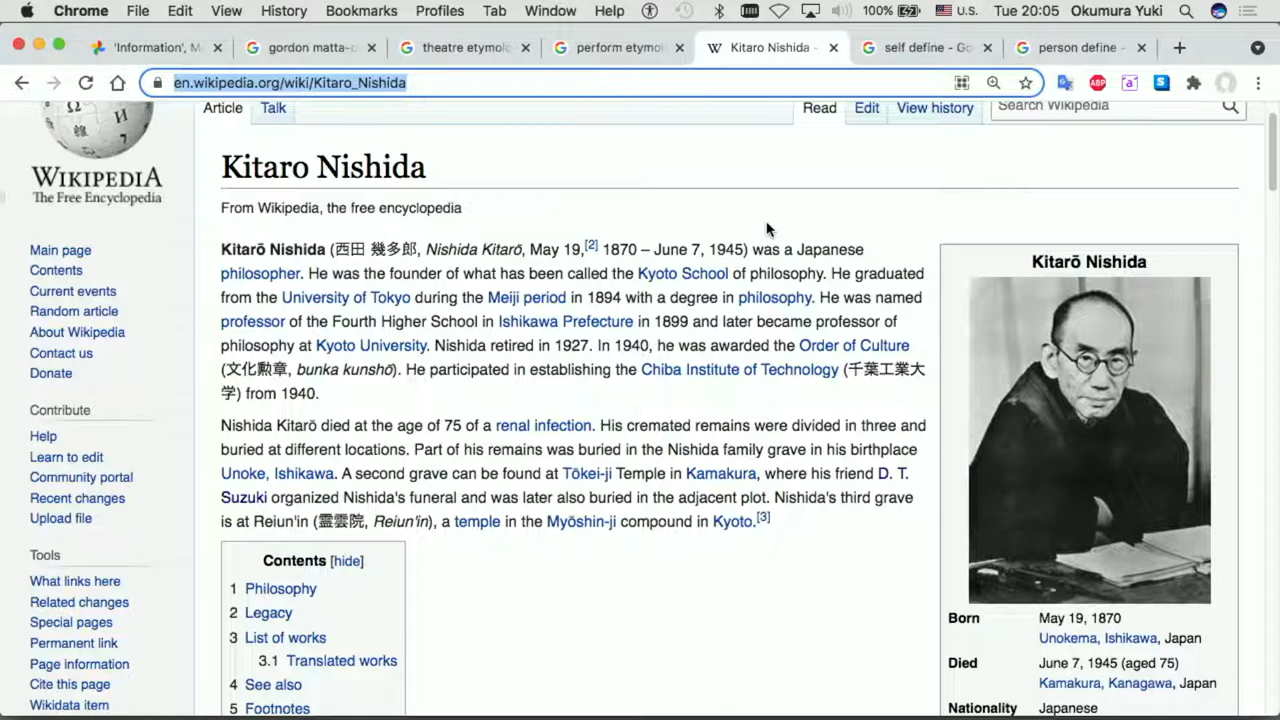 Chrome File Edit View History Bookmarks Profiles Tab Window Help 100% U.S. Tue 20:05 Okumura Yuki
'Information', M
gordon matta-c
theatre etymolo
perform etymol
Kitaro Nishida -
self define - Go
person define -
en.wikipedia.org/wiki/Kitaro_Nishida
ABP
Article Talk Read Edit View history Search Wikipedia
WIKIPEDIA
The Free Encyclopedia
Main page
Contents
Current events
Random article
About Wikipedia
Contact us
Donate
Contribute
Help
Learn to edit
Community portal
Recent changes
Upload file
Tools
What links here
Related changes
Special pages
Permanent link
Page information
Cite this page
Wikidata item
Kitaro Nishida
From Wikipedia, the free encyclopedia
Kitarō Nishida (西田 幾多郎, Nishida Kitarō, May 19,[2] 1870 – June 7, 1945) was a Japanese
philosopher. He was the founder of what has been called the Kyoto School of philosophy. He graduated
from the University of Tokyo during the Meiji period in 1894 with a degree in philosophy. He was named
professor of the Fourth Higher School in Ishikawa Prefecture in 1899 and later became professor of
philosophy at Kyoto University. Nishida retired in 1927. In 1940, he was awarded the Order of Culture
(文化勲章, bunka kunshō). He participated in establishing the Chiba Institute of Technology (千葉工業大
学) from 1940.
Nishida Kitarō died at the age of 75 of a renal infection. His cremated remains were divided in three and
buried at different locations. Part of his remains was buried in the Nishida family grave in his birthplace
Unoke, Ishikawa. A second grave can be found at Tōkei-ji Temple in Kamakura, where his friend D. T.
Suzuki organized Nishida's funeral and was later also buried in the adjacent plot. Nishida's third grave
is at Reiun'in (霊雲院, Reiun'in), a temple in the Myōshin-ji compound in Kyoto.[3]
Contents [hide]
1 Philosophy
2 Legacy
3 List of works
3.1 Translated works
4 See also
5 Footnotes
Kitarō Nishida
Born May 19, 1870
Unokema, Ishikawa, Japan
Died June 7, 1945 (aged 75)
Kamakura, Kanagawa, Japan
Nationality Japanese